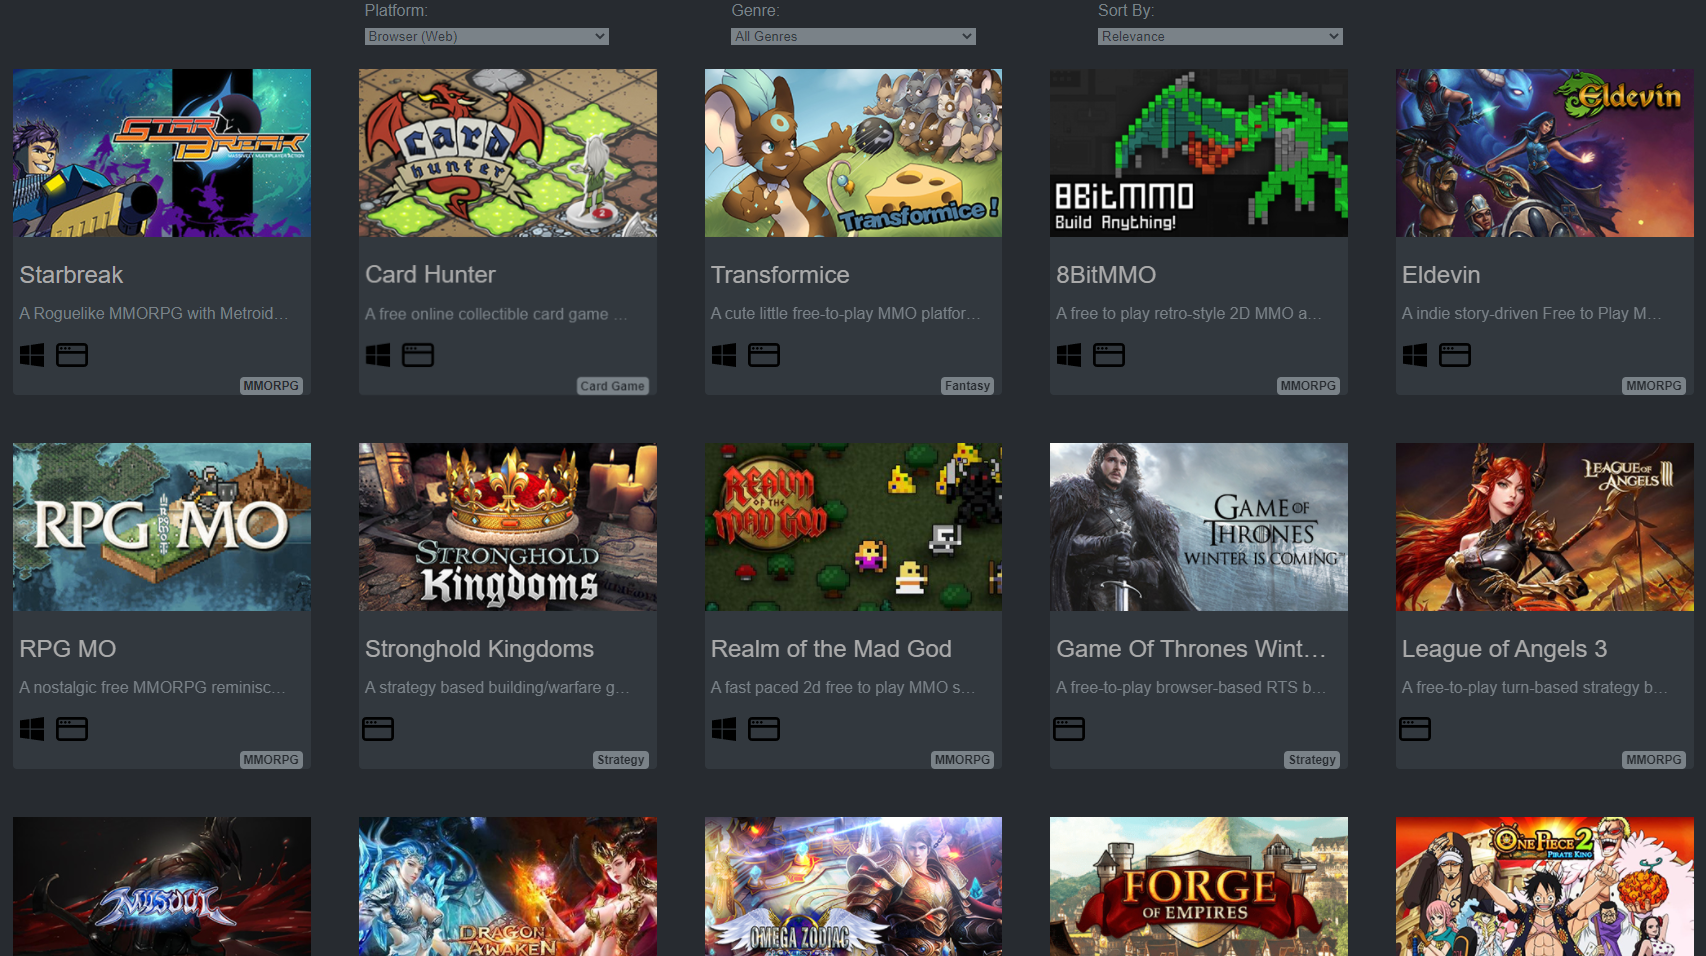 Platform:
Genre:
Sort By:
Browser (Web)
All Genres
Relevance
STAR
BREAK
MASSIVELY MULTIPLAYER ACTION
card
hunter
2
Transformice !
8BitMMO
Build Anything!
Eldevin
Starbreak
Card Hunter
Transformice
8BitMMO
Eldevin
A Roguelike MMORPG with Metroid…
A free online collectible card game …
A cute little free-to-play MMO platfor…
A free to play retro-style 2D MMO a…
A indie story-driven Free to Play M…
MMORPG
Card Game
Fantasy
MMORPG
MMORPG
RPG MO
STRONGHOLD
Kingdoms
REALM
OF THE
MAD GOD
GAME OF
THRONES
WINTER IS COMING
LEAGUE OF
ANGELS III
RPG MO
Stronghold Kingdoms
Realm of the Mad God
Game Of Thrones Wint…
League of Angels 3
A nostalgic free MMORPG reminisc…
A strategy based building/warfare g…
A fast paced 2d free to play MMO s…
A free-to-play browser-based RTS b…
A free-to-play turn-based strategy b…
MMORPG
Strategy
MMORPG
Strategy
MMORPG
DRAGON
AWAKEN
OMEGA ZODIAC
FORGE
OF EMPIRES
ONE PIECE 2
PIRATE KING